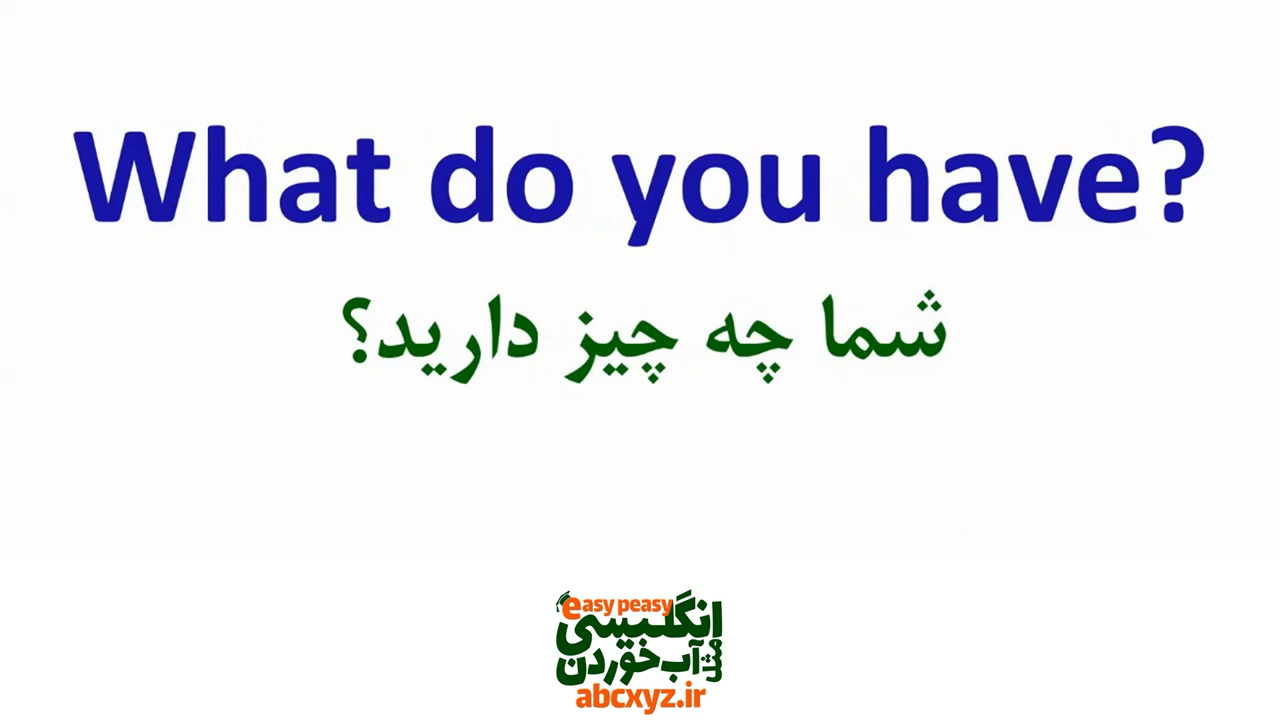 What do you have?
شما چه چیز دارید؟
easy peasy
انگلیسی
مثل آب خوردن
abcxyz.ir